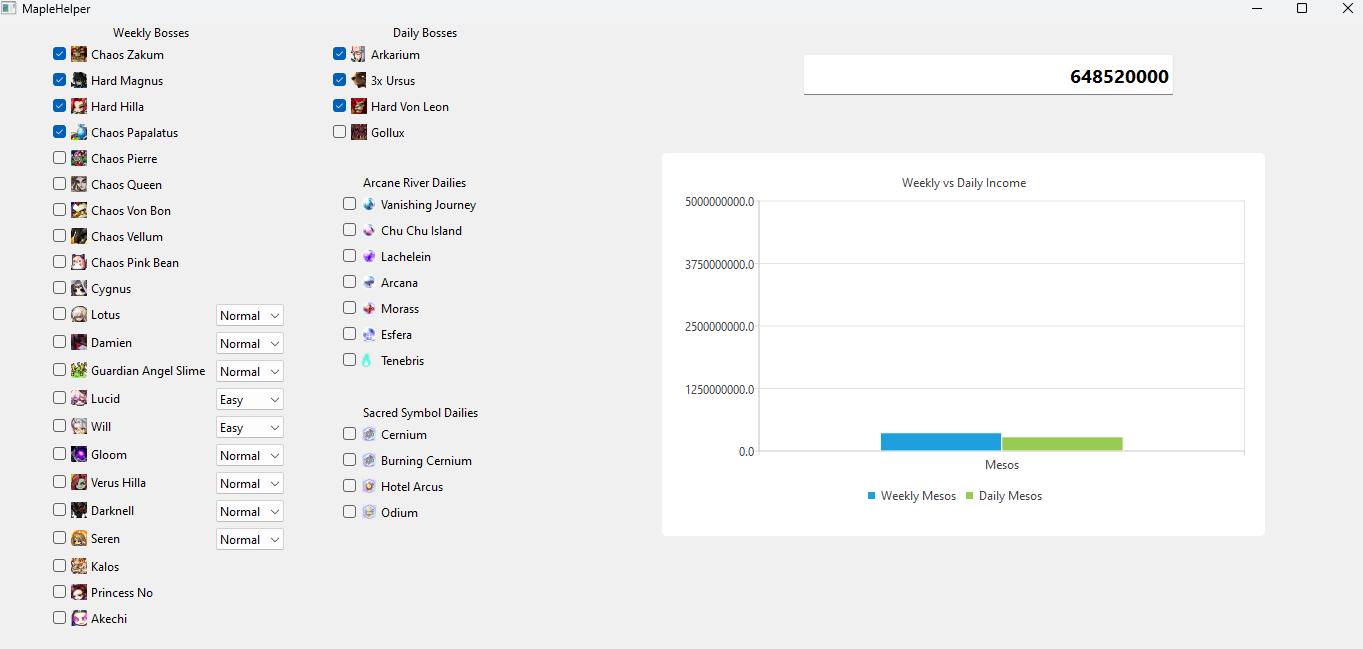 MapleHelper
Weekly Bosses
Chaos Zakum
Hard Magnus
Hard Hilla
Chaos Papalatus
Chaos Pierre
Chaos Queen
Chaos Von Bon
Chaos Vellum
Chaos Pink Bean
Cygnus
Lotus Normal
Damien Normal
Guardian Angel Slime Normal
Lucid Easy
Will Easy
Gloom Normal
Verus Hilla Normal
Darknell Normal
Seren Normal
Kalos
Princess No
Akechi
Daily Bosses
Arkarium
3x Ursus
Hard Von Leon
Gollux
Arcane River Dailies
Vanishing Journey
Chu Chu Island
Lachelein
Arcana
Morass
Esfera
Tenebris
Sacred Symbol Dailies
Cernium
Burning Cernium
Hotel Arcus
Odium
648520000
Weekly vs Daily Income
5000000000.0
3750000000.0
2500000000.0
1250000000.0
0.0
Mesos
Weekly Mesos Daily Mesos